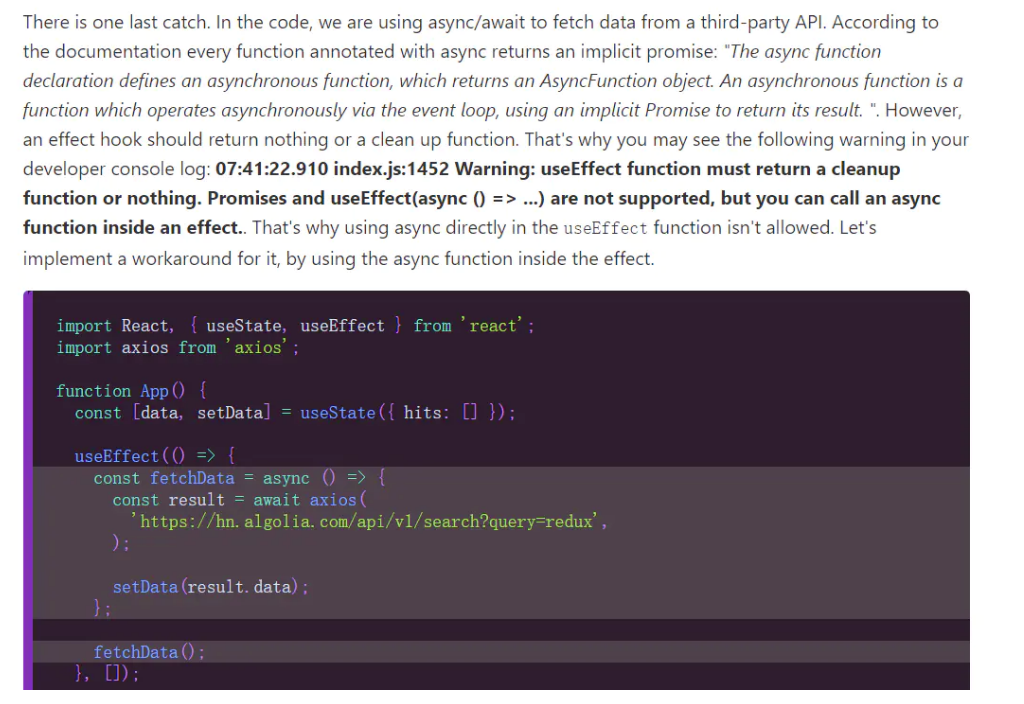 There is one last catch. In the code, we are using async/await to fetch data from a third-party API. According to
the documentation every function annotated with async returns an implicit promise: "The async function
declaration defines an asynchronous function, which returns an AsyncFunction object. An asynchronous function is a
function which operates asynchronously via the event loop, using an implicit Promise to return its result. ". However,
an effect hook should return nothing or a clean up function. That's why you may see the following warning in your
developer console log: 07:41:22.910 index.js:1452 Warning: useEffect function must return a cleanup
function or nothing. Promises and useEffect(async () => ...) are not supported, but you can call an async
function inside an effect.. That's why using async directly in the useEffect function isn't allowed. Let's
implement a workaround for it, by using the async function inside the effect.
import React, { useState, useEffect } from 'react';
import axios from 'axios';
function App() {
const [data, setData] = useState({ hits: [] });
useEffect(() => {
const fetchData = async () => {
const result = await axios(
'https://hn.algolia.com/api/v1/search?query=redux',
);
setData(result.data);
};
fetchData();
}, []);